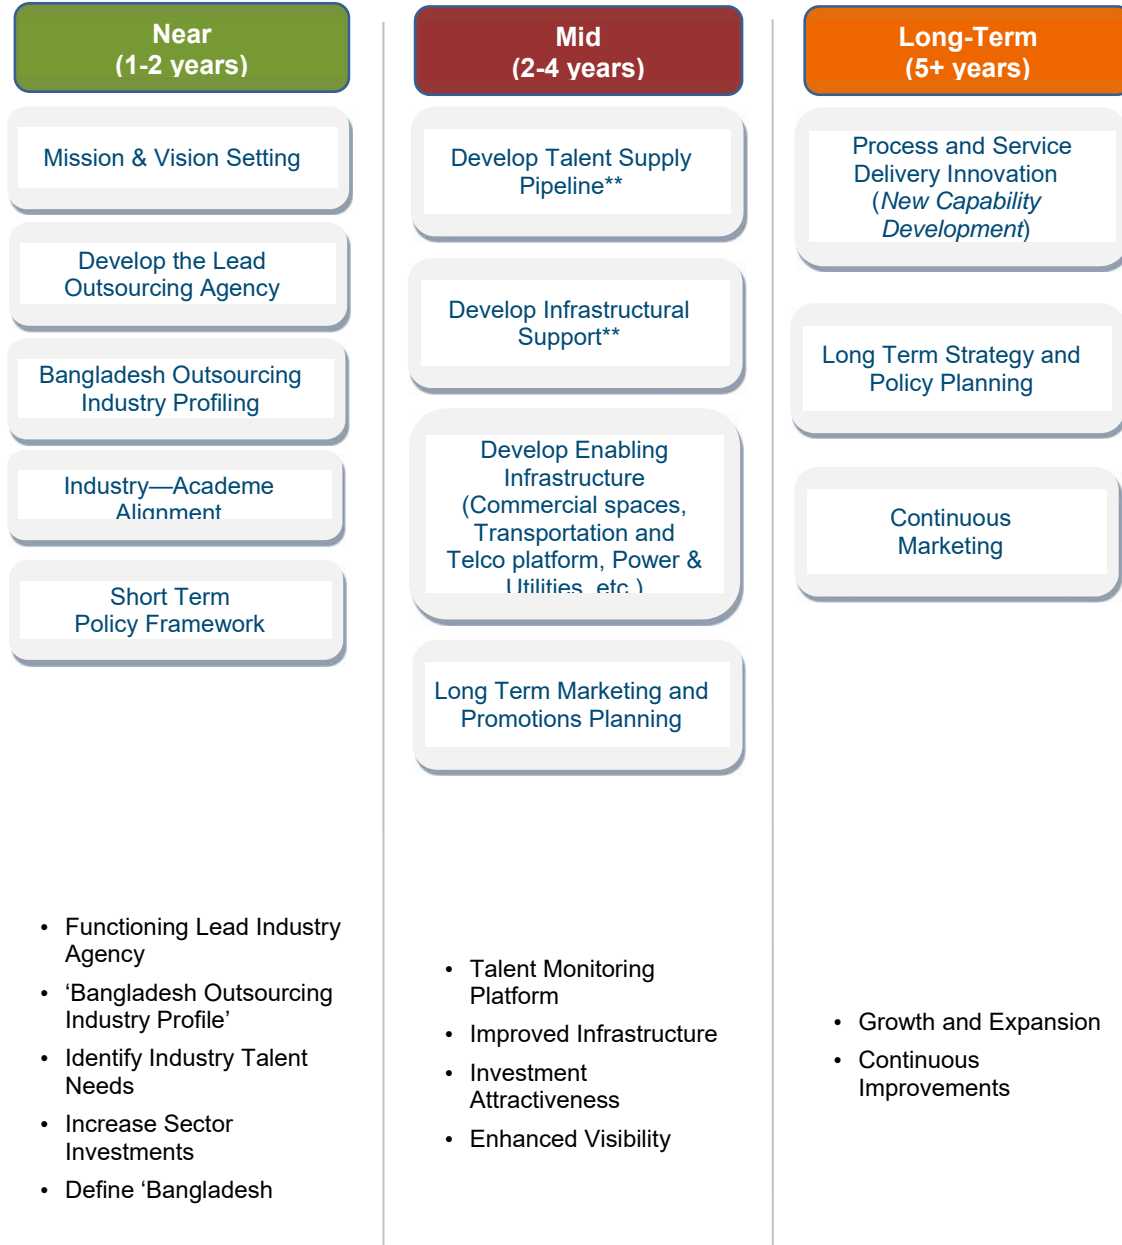 Near
(1-2 years)
Mission & Vision Setting
Develop the Lead
Outsourcing Agency
Bangladesh Outsourcing
Industry Profiling
Industry—Academe
Alignment
Short Term
Policy Framework
• Functioning Lead Industry
Agency
• ‘Bangladesh Outsourcing
Industry Profile’
• Identify Industry Talent
Needs
• Increase Sector
Investments
• Define ‘Bangladesh
Mid
(2-4 years)
Develop Talent Supply
Pipeline**
Develop Infrastructural
Support**
Develop Enabling
Infrastructure
(Commercial spaces,
Transportation and
Telco platform, Power &
Utilities, etc.)
Long Term Marketing and
Promotions Planning
• Talent Monitoring
Platform
• Improved Infrastructure
• Investment
Attractiveness
• Enhanced Visibility
Long-Term
(5+ years)
Process and Service
Delivery Innovation
(New Capability
Development)
Long Term Strategy and
Policy Planning
Continuous
Marketing
• Growth and Expansion
• Continuous
Improvements